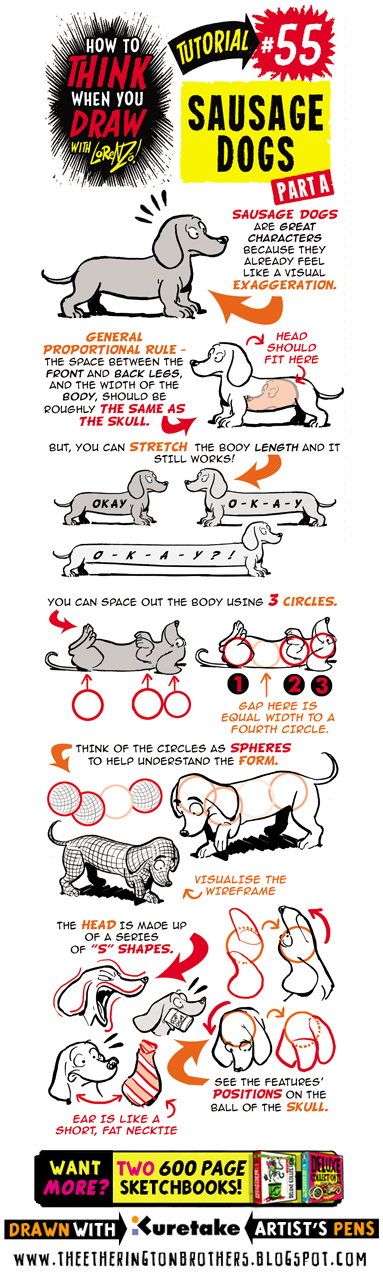 HOW TO
THINK
WHEN YOU
DRAW
WITH LORENZO!
TUTORIAL
#55
SAUSAGE
DOGS
PART A
SAUSAGE DOGS
ARE GREAT
CHARACTERS
BECAUSE THEY
ALREADY FEEL
LIKE A VISUAL
EXAGGERATION.
GENERAL
PROPORTIONAL RULE -
THE SPACE BETWEEN THE
FRONT AND BACK LEGS,
AND THE WIDTH OF THE
BODY, SHOULD BE
ROUGHLY THE SAME AS
THE SKULL.
HEAD
SHOULD
FIT HERE
BUT, YOU CAN STRETCH THE BODY LENGTH AND IT
STILL WORKS!
OKAY
O-K-A-Y
O-K-A-Y?!
YOU CAN SPACE OUT THE BODY USING 3 CIRCLES.
1 2 3
GAP HERE IS
EQUAL WIDTH TO A
FOURTH CIRCLE.
THINK OF THE CIRCLES AS SPHERES
TO HELP UNDERSTAND THE FORM.
VISUALISE THE
WIREFRAME
THE HEAD IS MADE UP
OF A SERIES
OF "S" SHAPES.
SEE THE FEATURES'
POSITIONS ON THE
BALL OF THE SKULL.
EAR IS LIKE A
SHORT, FAT NECKTIE
WANT
MORE?
TWO 600 PAGE
SKETCHBOOKS!
DELUXE
COLLECTION
DRAWN WITH Kuretake ARTIST'S PENS
WWW.THEETHERINGTONBROTHERS.BLOGSPOT.COM